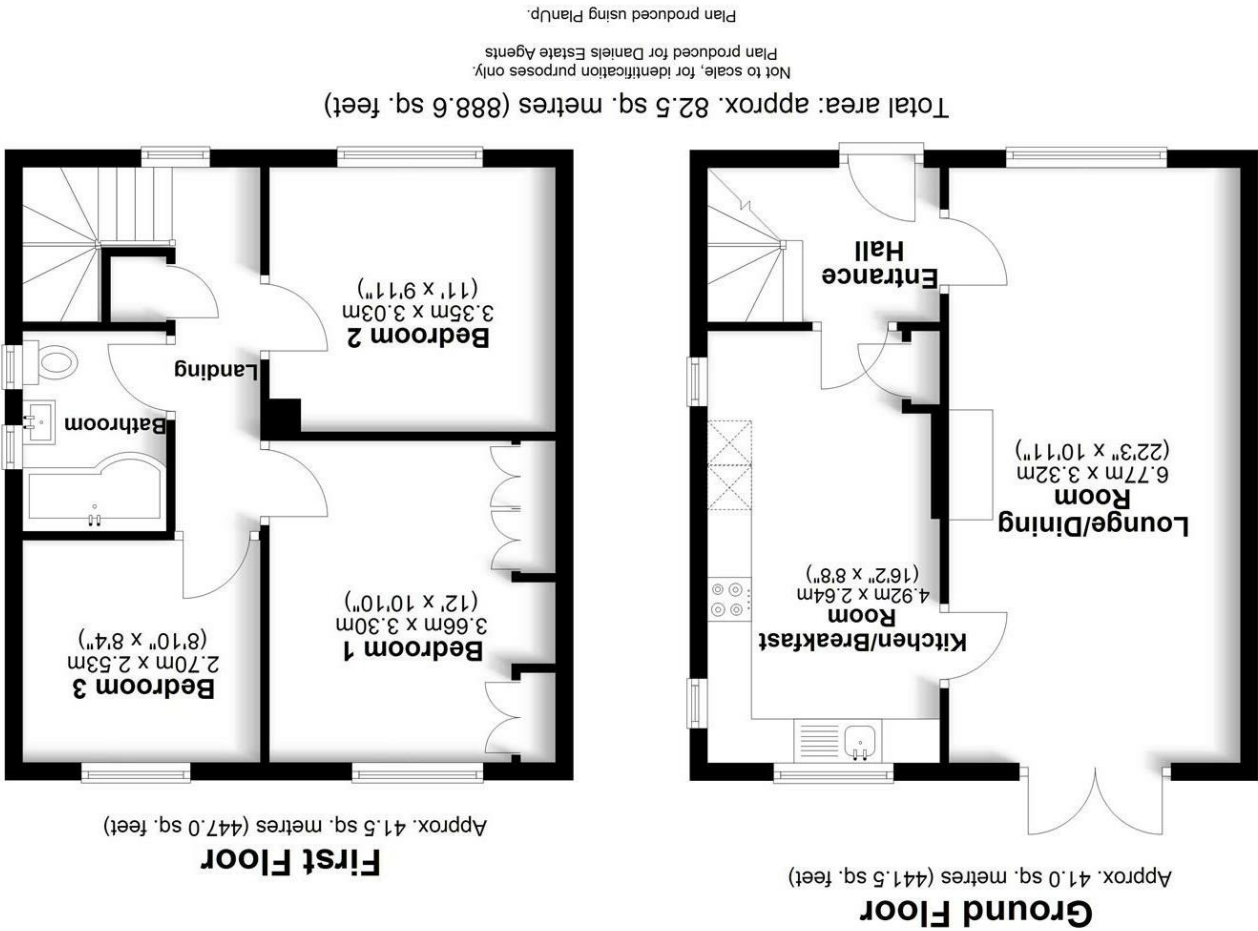 Ground Floor
Approx. 41.0 sq. metres (441.5 sq. feet)
Lounge/Dining
Room
6.77m x 3.32m
(22'3" x 10'11")
Kitchen/Breakfast
Room
4.92m x 2.64m
(16'2" x 8'8")
Entrance
Hall
First Floor
Approx. 41.5 sq. metres (447.0 sq. feet)
Bedroom 1
3.66m x 3.30m
(12' x 10'10")
Bedroom 3
2.70m x 2.53m
(8'10" x 8'4")
Bathroom
Landing
Bedroom 2
3.35m x 3.03m
(11' x 9'11")
Total area: approx. 82.5 sq. metres (888.6 sq. feet)
Not to scale, for identification purposes only.
Plan produced for Daniels Estate Agents
Plan produced using PlanUp.